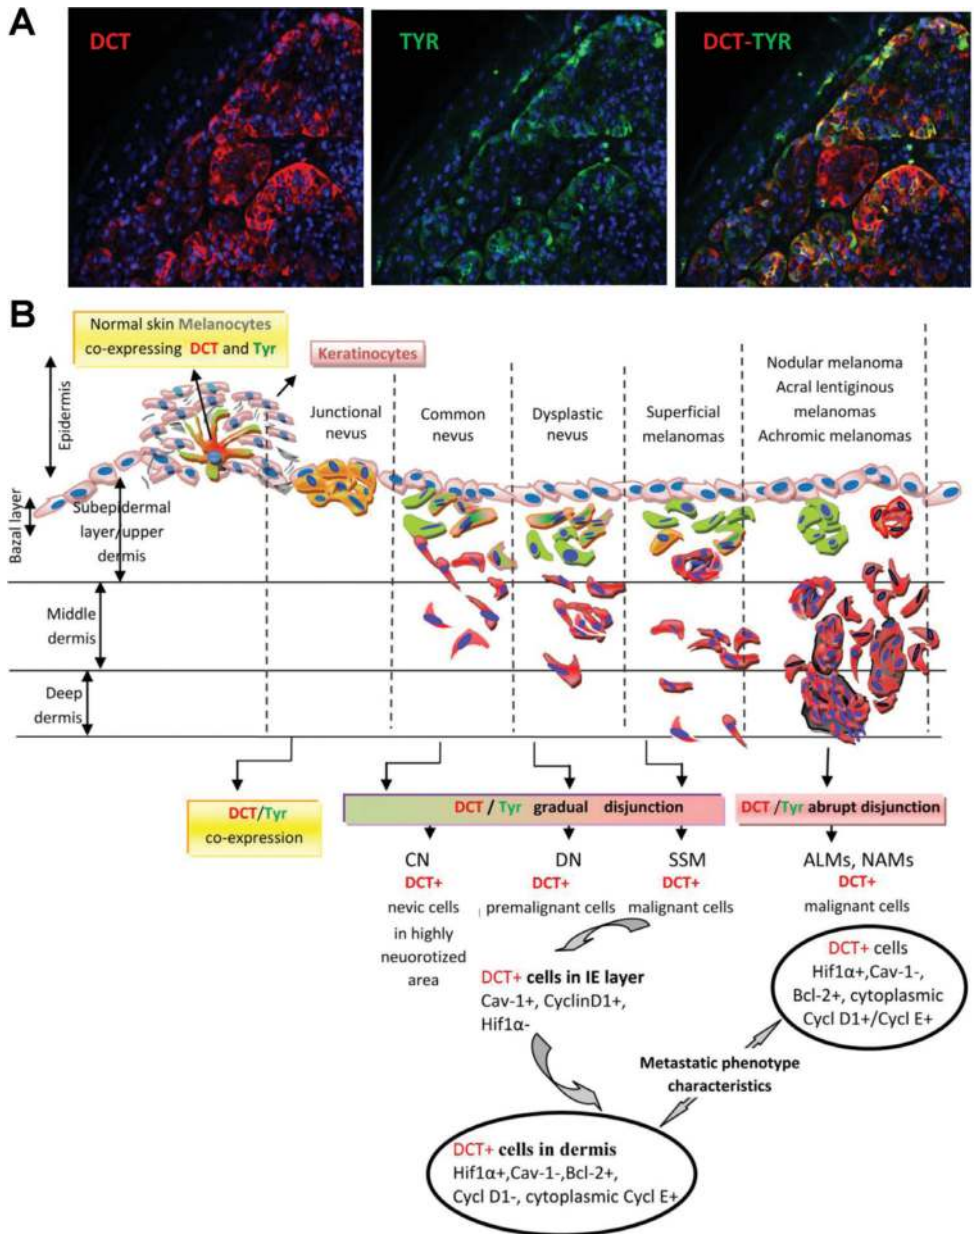 A
DCT
TYR
DCT-TYR
B
Normal skin Melanocytes
co-expressing DCT and Tyr
Keratinocytes
Epidermis
Bazal layer
Subepidermal
layer/upper
dermis
Middle
dermis
Deep
dermis
Junctional
nevus
Common
nevus
Dysplastic
nevus
Superficial
melanomas
Nodular melanoma
Acral lentiginous
melanomas
Achromic melanomas
DCT/Tyr
co-expression
DCT / Tyr gradual disjunction
DCT /Tyr abrupt disjunction
CN
DCT+
nevic cells
in highly
neuorotized
area
DN
DCT+
premalignant cells
SSM
DCT+
malignant cells
ALMs, NAMs
DCT+
malignant cells
DCT+ cells in IE layer
Cav-1+, CyclinD1+,
Hif1α-
DCT+ cells
Hif1α+,Cav-1-,
Bcl-2+, cytoplasmic
Cycl D1+/Cycl E+
Metastatic phenotype
characteristics
DCT+ cells in dermis
Hif1α+,Cav-1-,Bcl-2+,
Cycl D1-, cytoplasmic Cycl E+